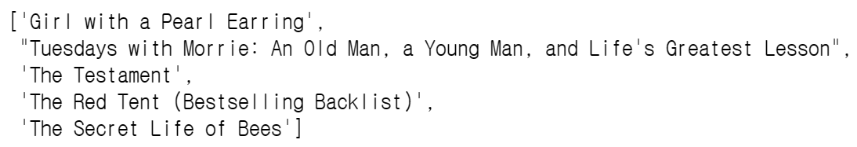 ['Girl with a Pearl Earring',
"Tuesdays with Morrie: An Old Man, a Young Man, and Life's Greatest Lesson",
'The Testament',
'The Red Tent (Bestselling Backlist)',
'The Secret Life of Bees']